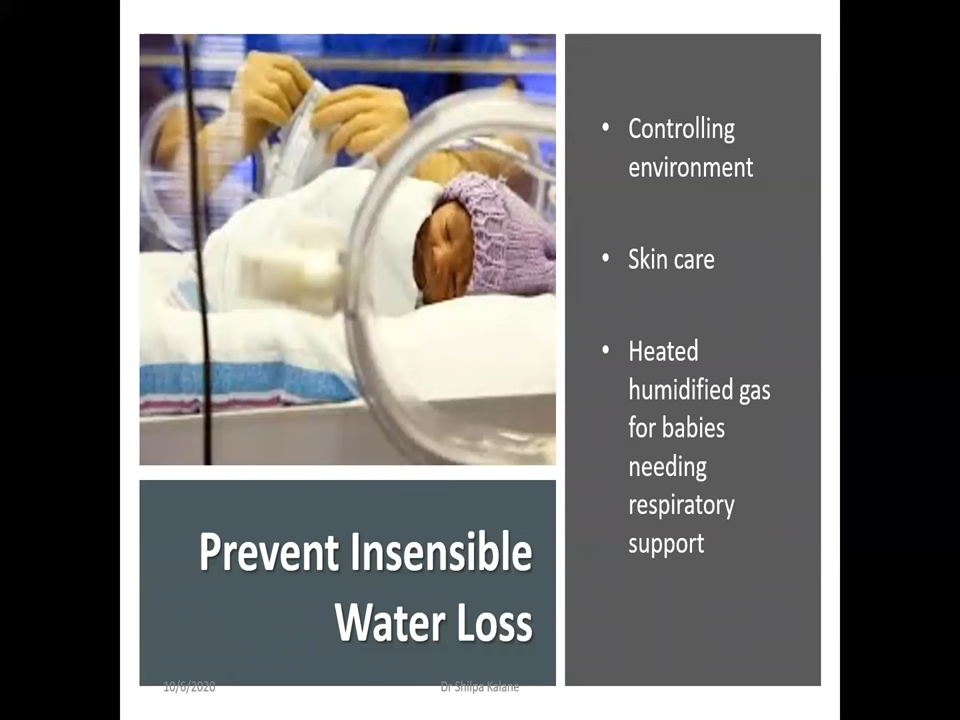 • Controlling
environment
• Skin care
• Heated
humidified gas
for babies
needing
respiratory
support
Prevent Insensible
Water Loss
10/6/2020
Dr Shilpa Kalane